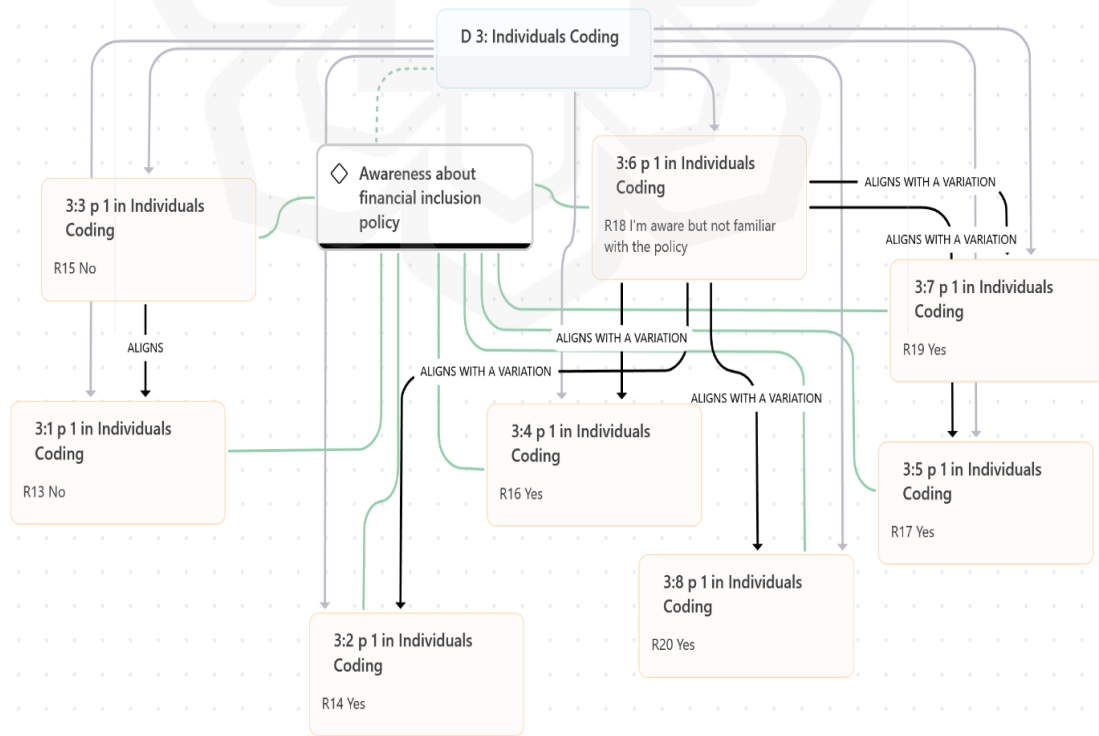 D 3: Individuals Coding
Awareness about
financial inclusion
policy
3:6 p 1 in Individuals
Coding
R18 I'm aware but not familiar
with the policy
ALIGNS WITH A VARIATION
ALIGNS WITH A VARIATION
3:3 p 1 in Individuals
Coding
R15 No
3:7 p 1 in Individuals
Coding
R19 Yes
ALIGNS
ALIGNS WITH A VARIATION
ALIGNS WITH A VARIATION
ALIGNS WITH A VARIATION
3:1 p 1 in Individuals
Coding
R13 No
3:4 p 1 in Individuals
Coding
R16 Yes
3:5 p 1 in Individuals
Coding
R17 Yes
3:8 p 1 in Individuals
Coding
R20 Yes
3:2 p 1 in Individuals
Coding
R14 Yes